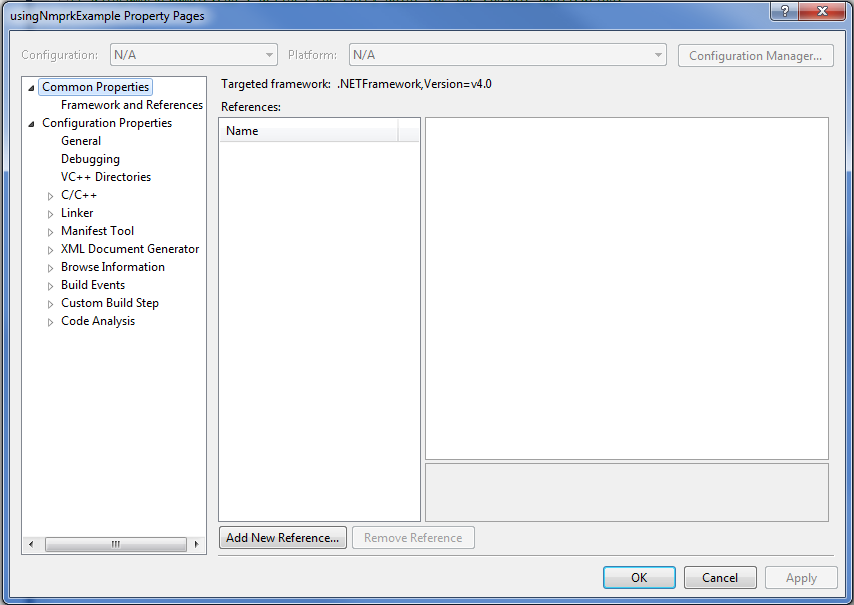 usingNmprkExample Property Pages
Configuration: N/A Platform: N/A Configuration Manager...
Common Properties
Framework and References
Configuration Properties
General
Debugging
VC++ Directories
C/C++
Linker
Manifest Tool
XML Document Generator
Browse Information
Build Events
Custom Build Step
Code Analysis
Targeted framework: .NETFramework,Version=v4.0
References:
Name
Add New Reference... Remove Reference
OK Cancel Apply